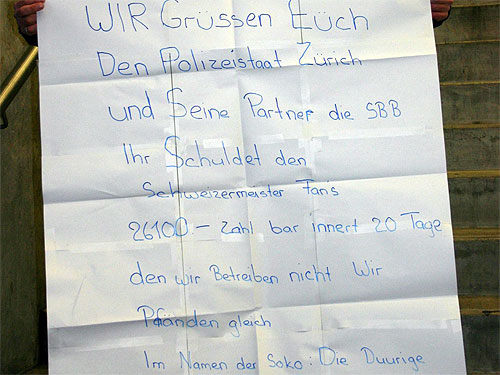 WIR Grüssen Eüch
Den Polizeistaat Zürich
und Seine Partner die SBB
Ihr Schuldet den
Schweizermeister Fans
26100.- Zahl bar innert 20 Tage
den wir Betreiben nicht Wir
Pfänden gleich
Im Namen der Soko: Die Duurige